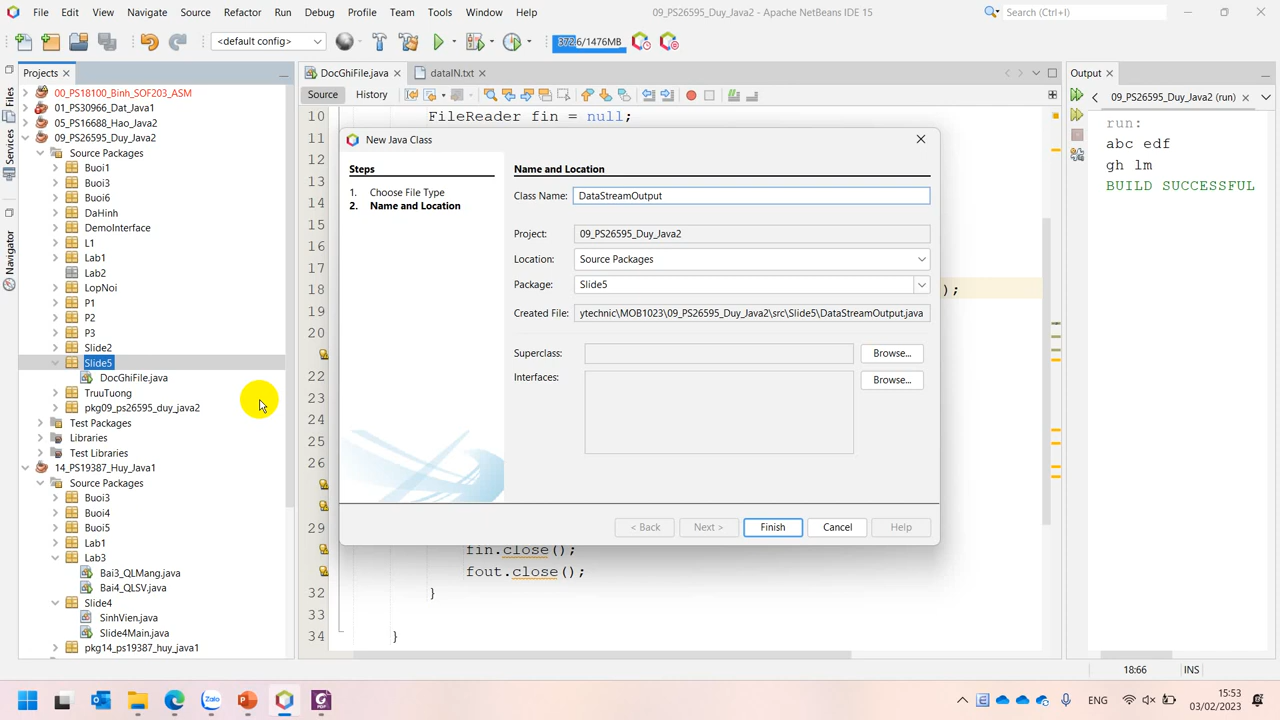 File Edit View Navigate Source Refactor Run Debug Profile Team Tools Window Help
09_PS26595_Duy_Java2 - Apache NetBeans IDE 15
Search (Ctrl+I)
<default config>
372.6/1476MB
Projects
Files
Services
Navigator
00_PS18100_Binh_SOF203_ASM
01_PS30966_Dat_Java1
05_PS16688_Hao_Java2
09_PS26595_Duy_Java2
Source Packages
Buoi1
Buoi3
Buoi6
DaHinh
DemoInterface
L1
Lab1
Lab2
LopNoi
P1
P2
P3
Slide2
Slide5
DocGhiFile.java
TruuTuong
pkg09_ps26595_duy_java2
Test Packages
Libraries
Test Libraries
14_PS19387_Huy_Java1
Source Packages
Buoi3
Buoi4
Buoi5
Lab1
Lab3
Bai3_QLMang.java
Bai4_QLSV.java
Slide4
SinhVien.java
Slide4Main.java
pkg14_ps19387_huy_java1
DocGhiFile.java dataIN.txt
Source History
10 FileReader fin = null;
11
12
13
14
15
16
17
18 );
19
20
22
23
24
25
26
29
fin.close();
fout.close();
32 }
33
34 }
New Java Class
Steps
1. Choose File Type
2. Name and Location
Name and Location
Class Name: DataStreamOutput
Project: 09_PS26595_Duy_Java2
Location: Source Packages
Package: Slide5
Created File: ytechnic\MOB1023\09_PS26595_Duy_Java2\src\Slide5\DataStreamOutput.java
Superclass: Browse...
Interfaces: Browse...
< Back Next > Finish Cancel Help
Output
09_PS26595_Duy_Java2 (run)
run:
abc edf
gh lm
BUILD SUCCESSFUL
18:66 INS
Zalo
ENG
15:53
03/02/2023